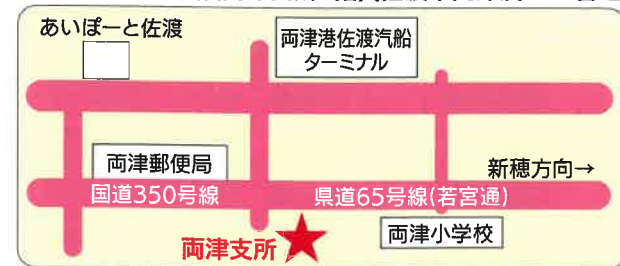 あいぽーと佐渡
両津港佐渡汽船
ターミナル
両津郵便局
新穂方向→
国道350号線
県道65号線(若宮通)
両津支所
両津小学校